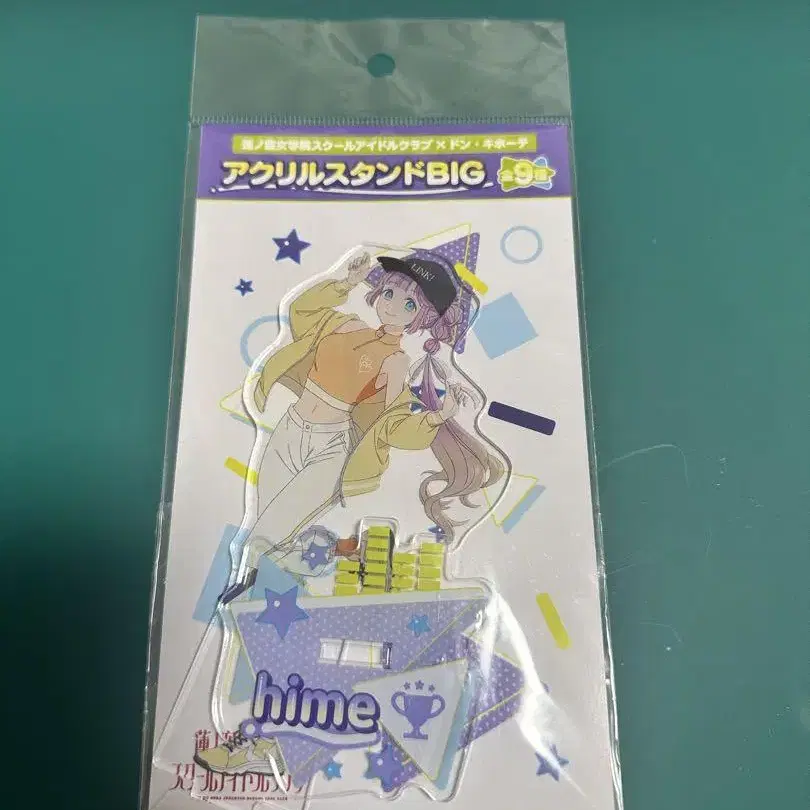 蓮ノ空女学院スクールアイドルクラブ × ドン・キホーテ
アクリルスタンドBIG
全9種
LINK!
hime
スクールアイドルクラブ